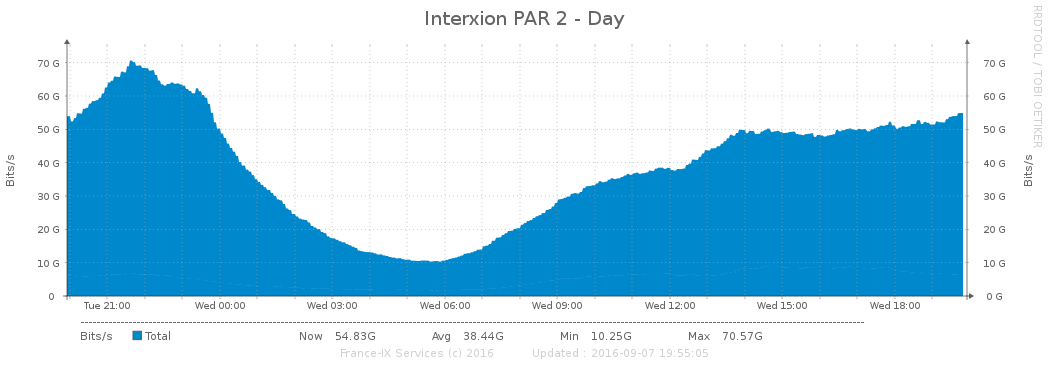 Interxion PAR 2 - Day
RRDTOOL / TOBI OETIKER
Bits/s
Bits/s
70 G 70 G
60 G 60 G
50 G 50 G
40 G 40 G
30 G 30 G
20 G 20 G
10 G 10 G
0 0 G
Tue 21:00 Wed 00:00 Wed 03:00 Wed 06:00 Wed 09:00 Wed 12:00 Wed 15:00 Wed 18:00
Bits/s Total Now 54.83G Avg 38.44G Min 10.25G Max 70.57G
France-IX Services (c) 2016 Updated : 2016-09-07 19:55:05